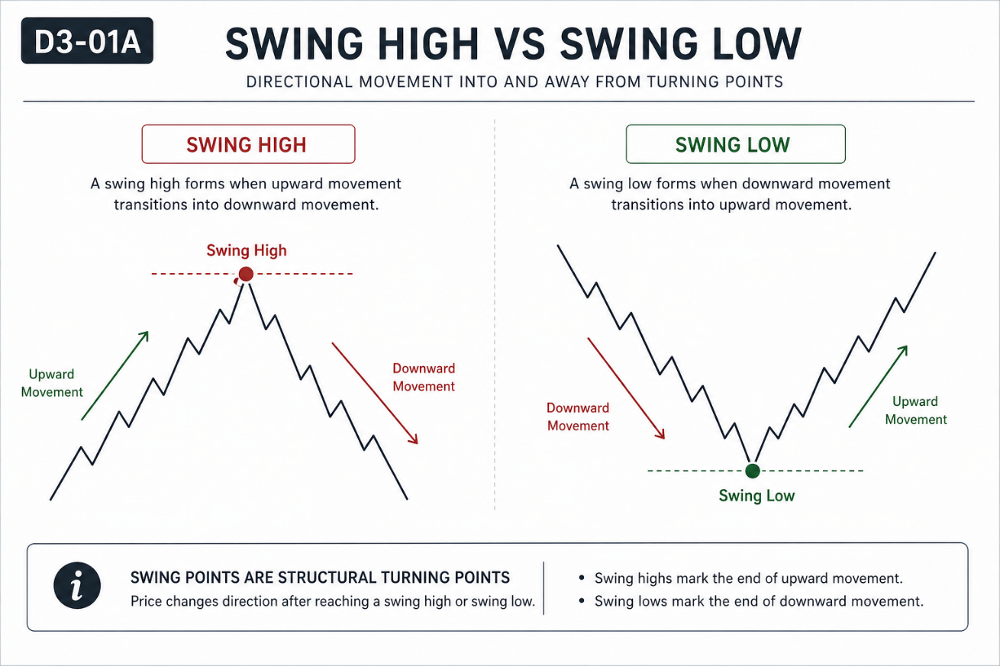 D3-01A
SWING HIGH VS SWING LOW
DIRECTIONAL MOVEMENT INTO AND AWAY FROM TURNING POINTS
SWING HIGH
A swing high forms when upward movement
transitions into downward movement.
Swing High
Upward
Movement
Downward
Movement
SWING LOW
A swing low forms when downward movement
transitions into upward movement.
Downward
Movement
Upward
Movement
Swing Low
i
SWING POINTS ARE STRUCTURAL TURNING POINTS
Price changes direction after reaching a swing high or swing low.
• Swing highs mark the end of upward movement.
• Swing lows mark the end of downward movement.